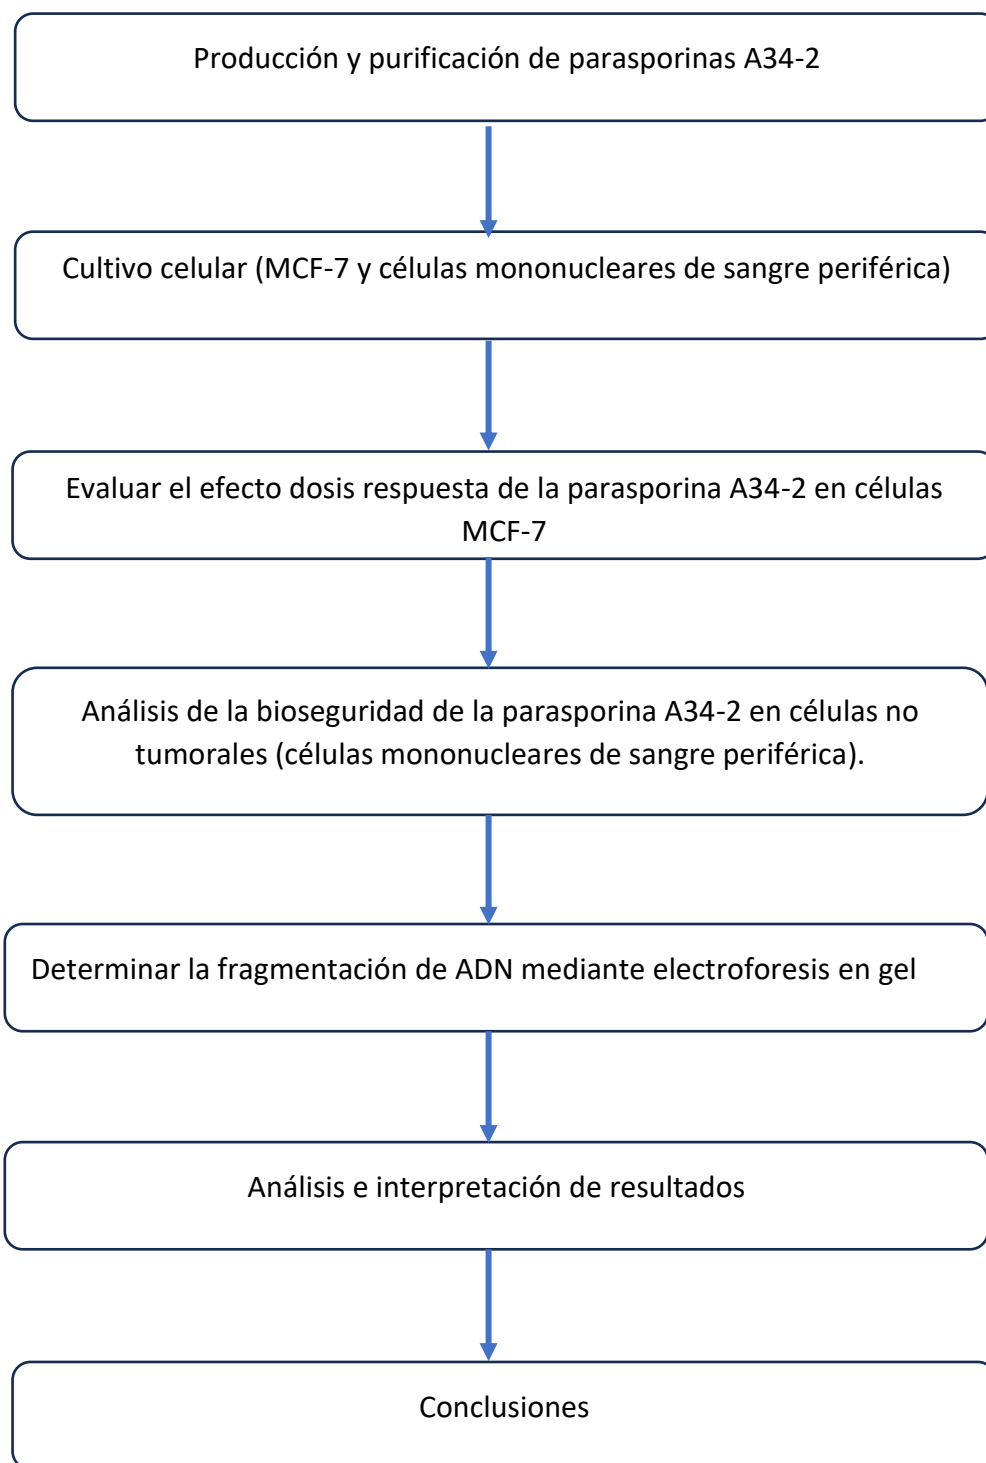 Producción y purificación de parasporinas A34-2
Cultivo celular (MCF-7 y células mononucleares de sangre periférica)
Evaluar el efecto dosis respuesta de la parasporina A34-2 en células
MCF-7
Análisis de la bioseguridad de la parasporina A34-2 en células no
tumorales (células mononucleares de sangre periférica).
Determinar la fragmentación de ADN mediante electroforesis en gel
Análisis e interpretación de resultados
Conclusiones